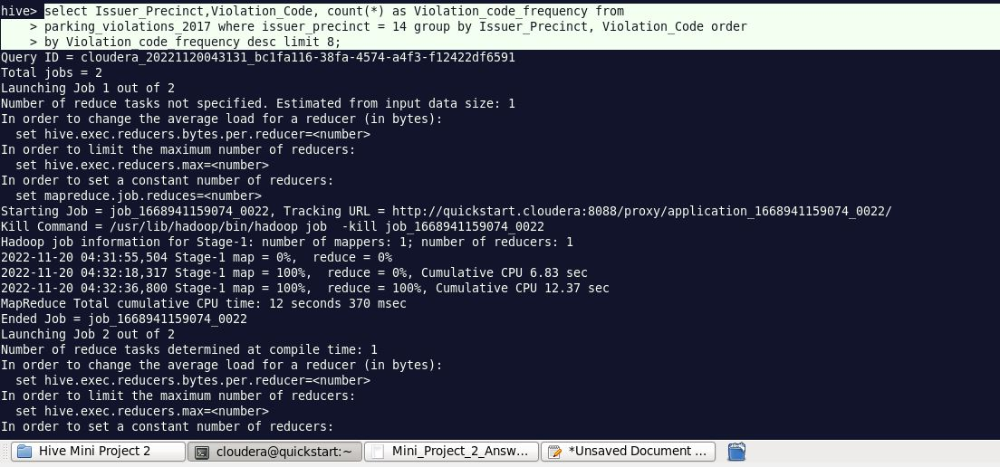 hive> select Issuer_Precinct,Violation_Code, count(*) as Violation_code_frequency from
    > parking_violations_2017 where issuer_precinct = 14 group by Issuer_Precinct, Violation_Code order
    > by Violation_code_frequency desc limit 8;
Query ID = cloudera_20221120043131_bc1fa116-38fa-4574-a4f3-f12422df6591
Total jobs = 2
Launching Job 1 out of 2
Number of reduce tasks not specified. Estimated from input data size: 1
In order to change the average load for a reducer (in bytes):
  set hive.exec.reducers.bytes.per.reducer=<number>
In order to limit the maximum number of reducers:
  set hive.exec.reducers.max=<number>
In order to set a constant number of reducers:
  set mapreduce.job.reduces=<number>
Starting Job = job_1668941159074_0022, Tracking URL = http://quickstart.cloudera:8088/proxy/application_1668941159074_0022/
Kill Command = /usr/lib/hadoop/bin/hadoop job  -kill job_1668941159074_0022
Hadoop job information for Stage-1: number of mappers: 1; number of reducers: 1
2022-11-20 04:31:55,504 Stage-1 map = 0%,  reduce = 0%
2022-11-20 04:32:18,317 Stage-1 map = 100%,  reduce = 0%, Cumulative CPU 6.83 sec
2022-11-20 04:32:36,800 Stage-1 map = 100%,  reduce = 100%, Cumulative CPU 12.37 sec
MapReduce Total cumulative CPU time: 12 seconds 370 msec
Ended Job = job_1668941159074_0022
Launching Job 2 out of 2
Number of reduce tasks determined at compile time: 1
In order to change the average load for a reducer (in bytes):
  set hive.exec.reducers.bytes.per.reducer=<number>
In order to limit the maximum number of reducers:
  set hive.exec.reducers.max=<number>
In order to set a constant number of reducers:
Hive Mini Project 2
cloudera@quickstart:~
Mini_Project_2_Answ...
*Unsaved Document ...